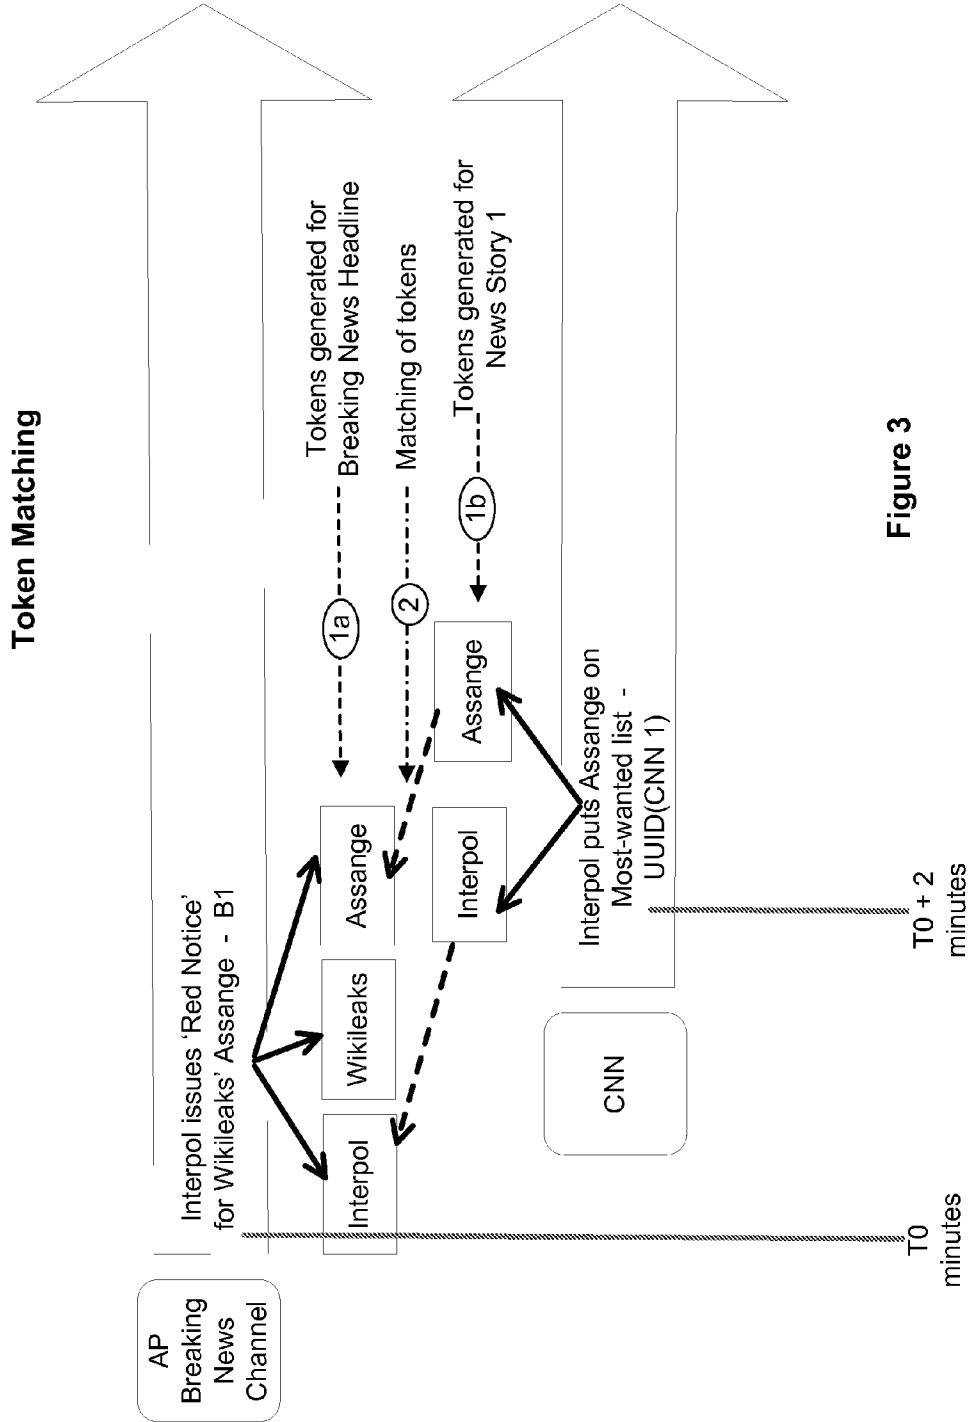 Token Matching
AP
Breaking
News
Channel
Interpol issues ‘Red Notice’
for Wikileaks’ Assange - B1
Interpol
Wikileaks
Assange
1a
Tokens generated for
Breaking News Headline
2
Matching of tokens
Interpol
Assange
1b
Tokens generated for
News Story 1
CNN
Interpol puts Assange on
Most-wanted list -
UUID(CNN 1)
T0
minutes
T0 + 2
minutes
Figure 3